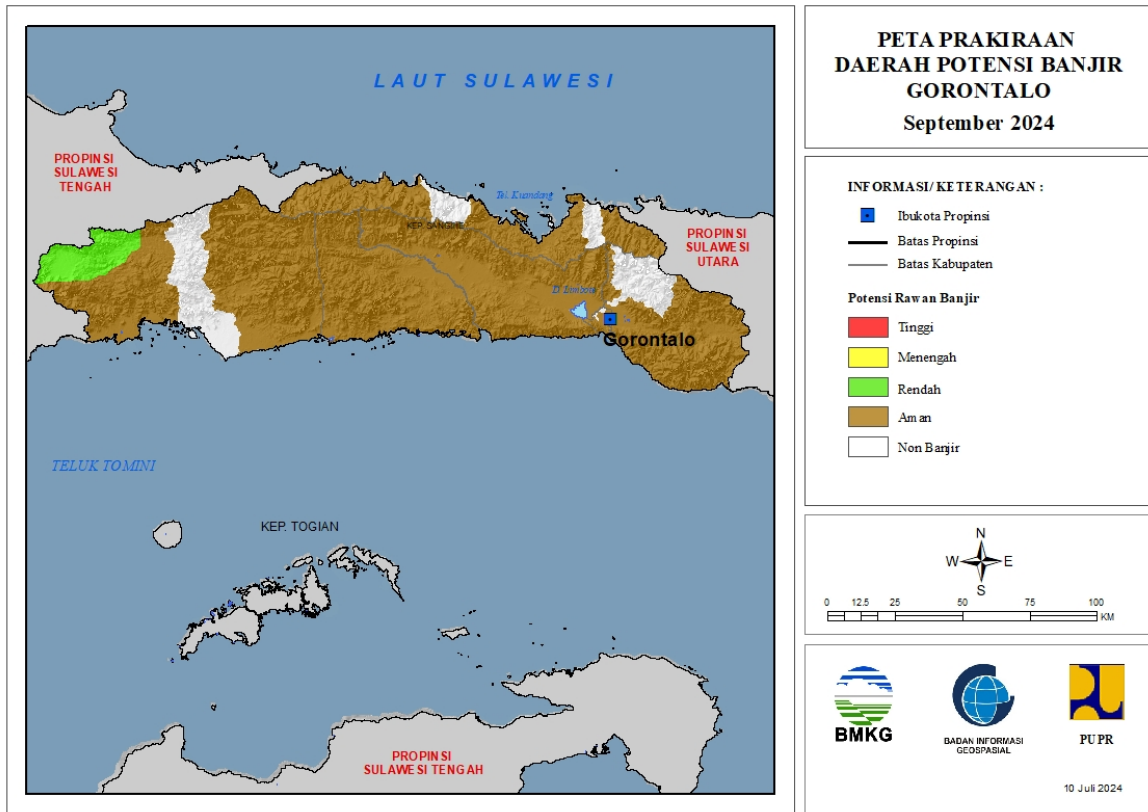 LAUT SULAWESI
PROPINSI
SULAWESI
TENGAH
Tel. Kuandang
KEP. SANGIHE
PROPINSI
SULAWESI
UTARA
D. Limboto
Gorontalo
TELUK TOMINI
KEP. TOGIAN
PROPINSI
SULAWESI TENGAH
PETA PRAKIRAAN
DAERAH POTENSI BANJIR
GORONTALO
September 2024
INFORMASI/KETERANGAN :
Ibukota Propinsi
Batas Propinsi
Batas Kabupaten
Potensi Rawan Banjir
Tinggi
Menengah
Rendah
Aman
Non Banjir
N
W E
S
0 12.5 25 50 75 100
KM
BMKG
BADAN INFORMASI
GEOSPASIAL
PUPR
10 Juli 2024